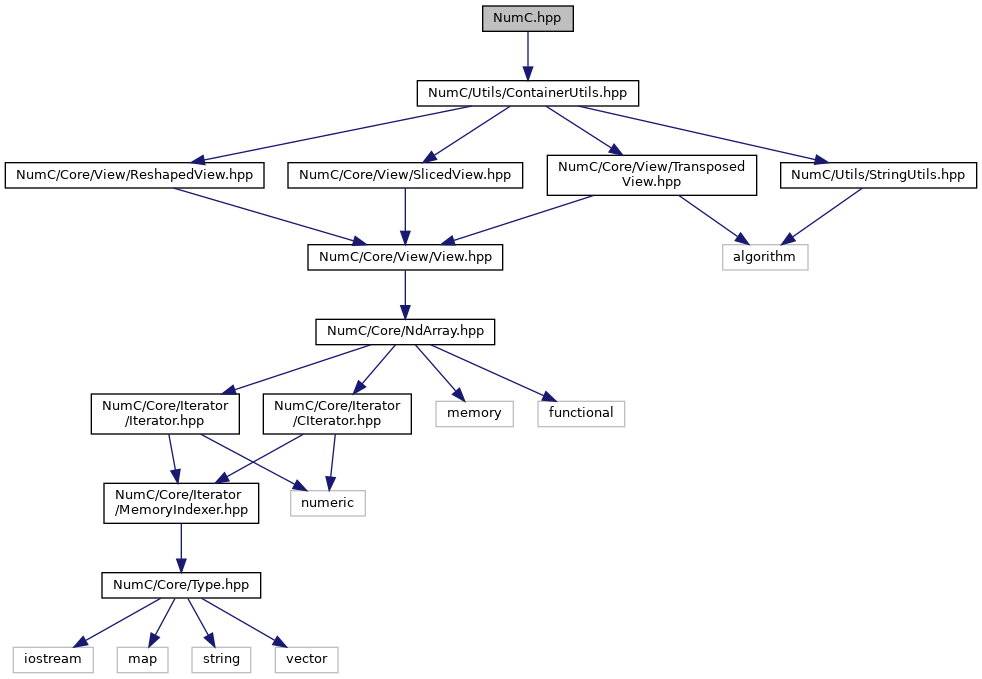 NumC.hpp
NumC/Utils/ContainerUtils.hpp
NumC/Core/View/ReshapedView.hpp
NumC/Core/View/SlicedView.hpp
NumC/Core/View/Transposed
View.hpp
NumC/Utils/StringUtils.hpp
NumC/Core/View/View.hpp
algorithm
NumC/Core/NdArray.hpp
NumC/Core/Iterator
/Iterator.hpp
NumC/Core/Iterator
/CIterator.hpp
memory
functional
NumC/Core/Iterator
/MemoryIndexer.hpp
numeric
NumC/Core/Type.hpp
iostream
map
string
vector